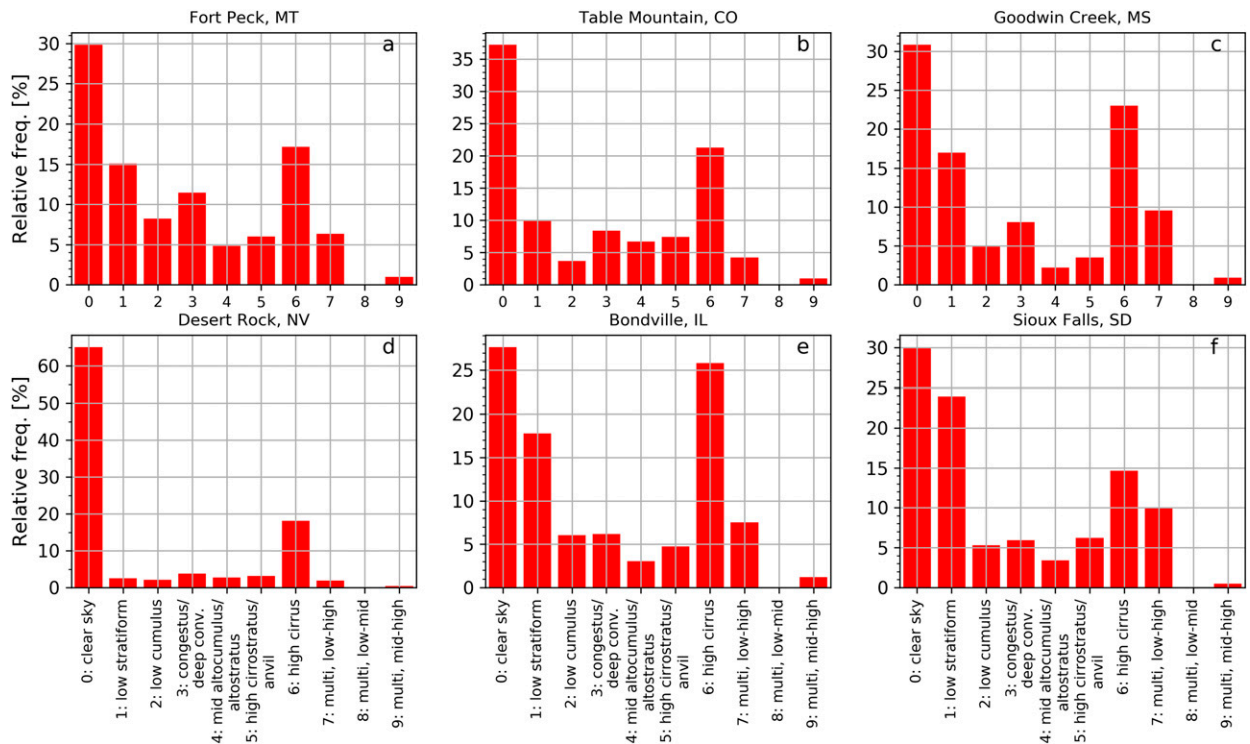 Fort Peck, MT
Table Mountain, CO
Goodwin Creek, MS
a
b
c
Relative freq. [%]
30
25
20
15
10
5
0
35
30
25
20
15
10
5
0
30
25
20
15
10
5
0
0 1 2 3 4 5 6 7 8 9
0 1 2 3 4 5 6 7 8 9
0 1 2 3 4 5 6 7 8 9
Desert Rock, NV
Bondville, IL
Sioux Falls, SD
d
e
f
Relative freq. [%]
60
50
40
30
20
10
0
25
20
15
10
5
0
30
25
20
15
10
5
0
0: clear sky
1: low stratiform
2: low cumulus
3: congestus/
deep conv.
4: mid altocumulus/
altostratus
5: high cirrostratus/
anvil
6: high cirrus
7: multi, low-high
8: multi, low-mid
9: multi, mid-high
0: clear sky
1: low stratiform
2: low cumulus
3: congestus/
deep conv.
4: mid altocumulus/
altostratus
5: high cirrostratus/
anvil
6: high cirrus
7: multi, low-high
8: multi, low-mid
9: multi, mid-high
0: clear sky
1: low stratiform
2: low cumulus
3: congestus/
deep conv.
4: mid altocumulus/
altostratus
5: high cirrostratus/
anvil
6: high cirrus
7: multi, low-high
8: multi, low-mid
9: multi, mid-high